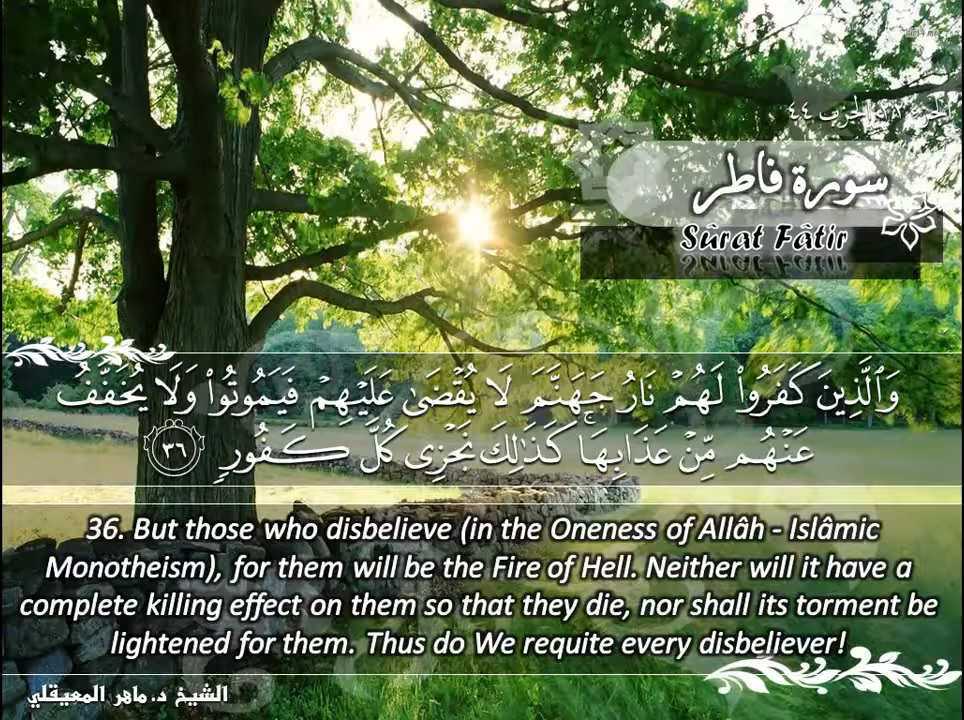 الحزب ٤٤
سورة فاطر
Sûrat Fâtir
وَٱلَّذِينَ كَفَرُوا۟ لَهُمْ نَارُ جَهَنَّمَ لَا يُقْضَىٰ عَلَيْهِمْ فَيَمُوتُوا۟ وَلَا يُخَفَّفُ
عَنْهُم مِّنْ عَذَابِهَا ۚ كَذَٰلِكَ نَجْزِى كُلَّ كَفُورٍ ٣٦
36. But those who disbelieve (in the Oneness of Allâh - Islâmic
Monotheism), for them will be the Fire of Hell. Neither will it have a
complete killing effect on them so that they die, nor shall its torment be
lightened for them. Thus do We requite every disbeliever!
الشيخ د. ماهر المعيقلي